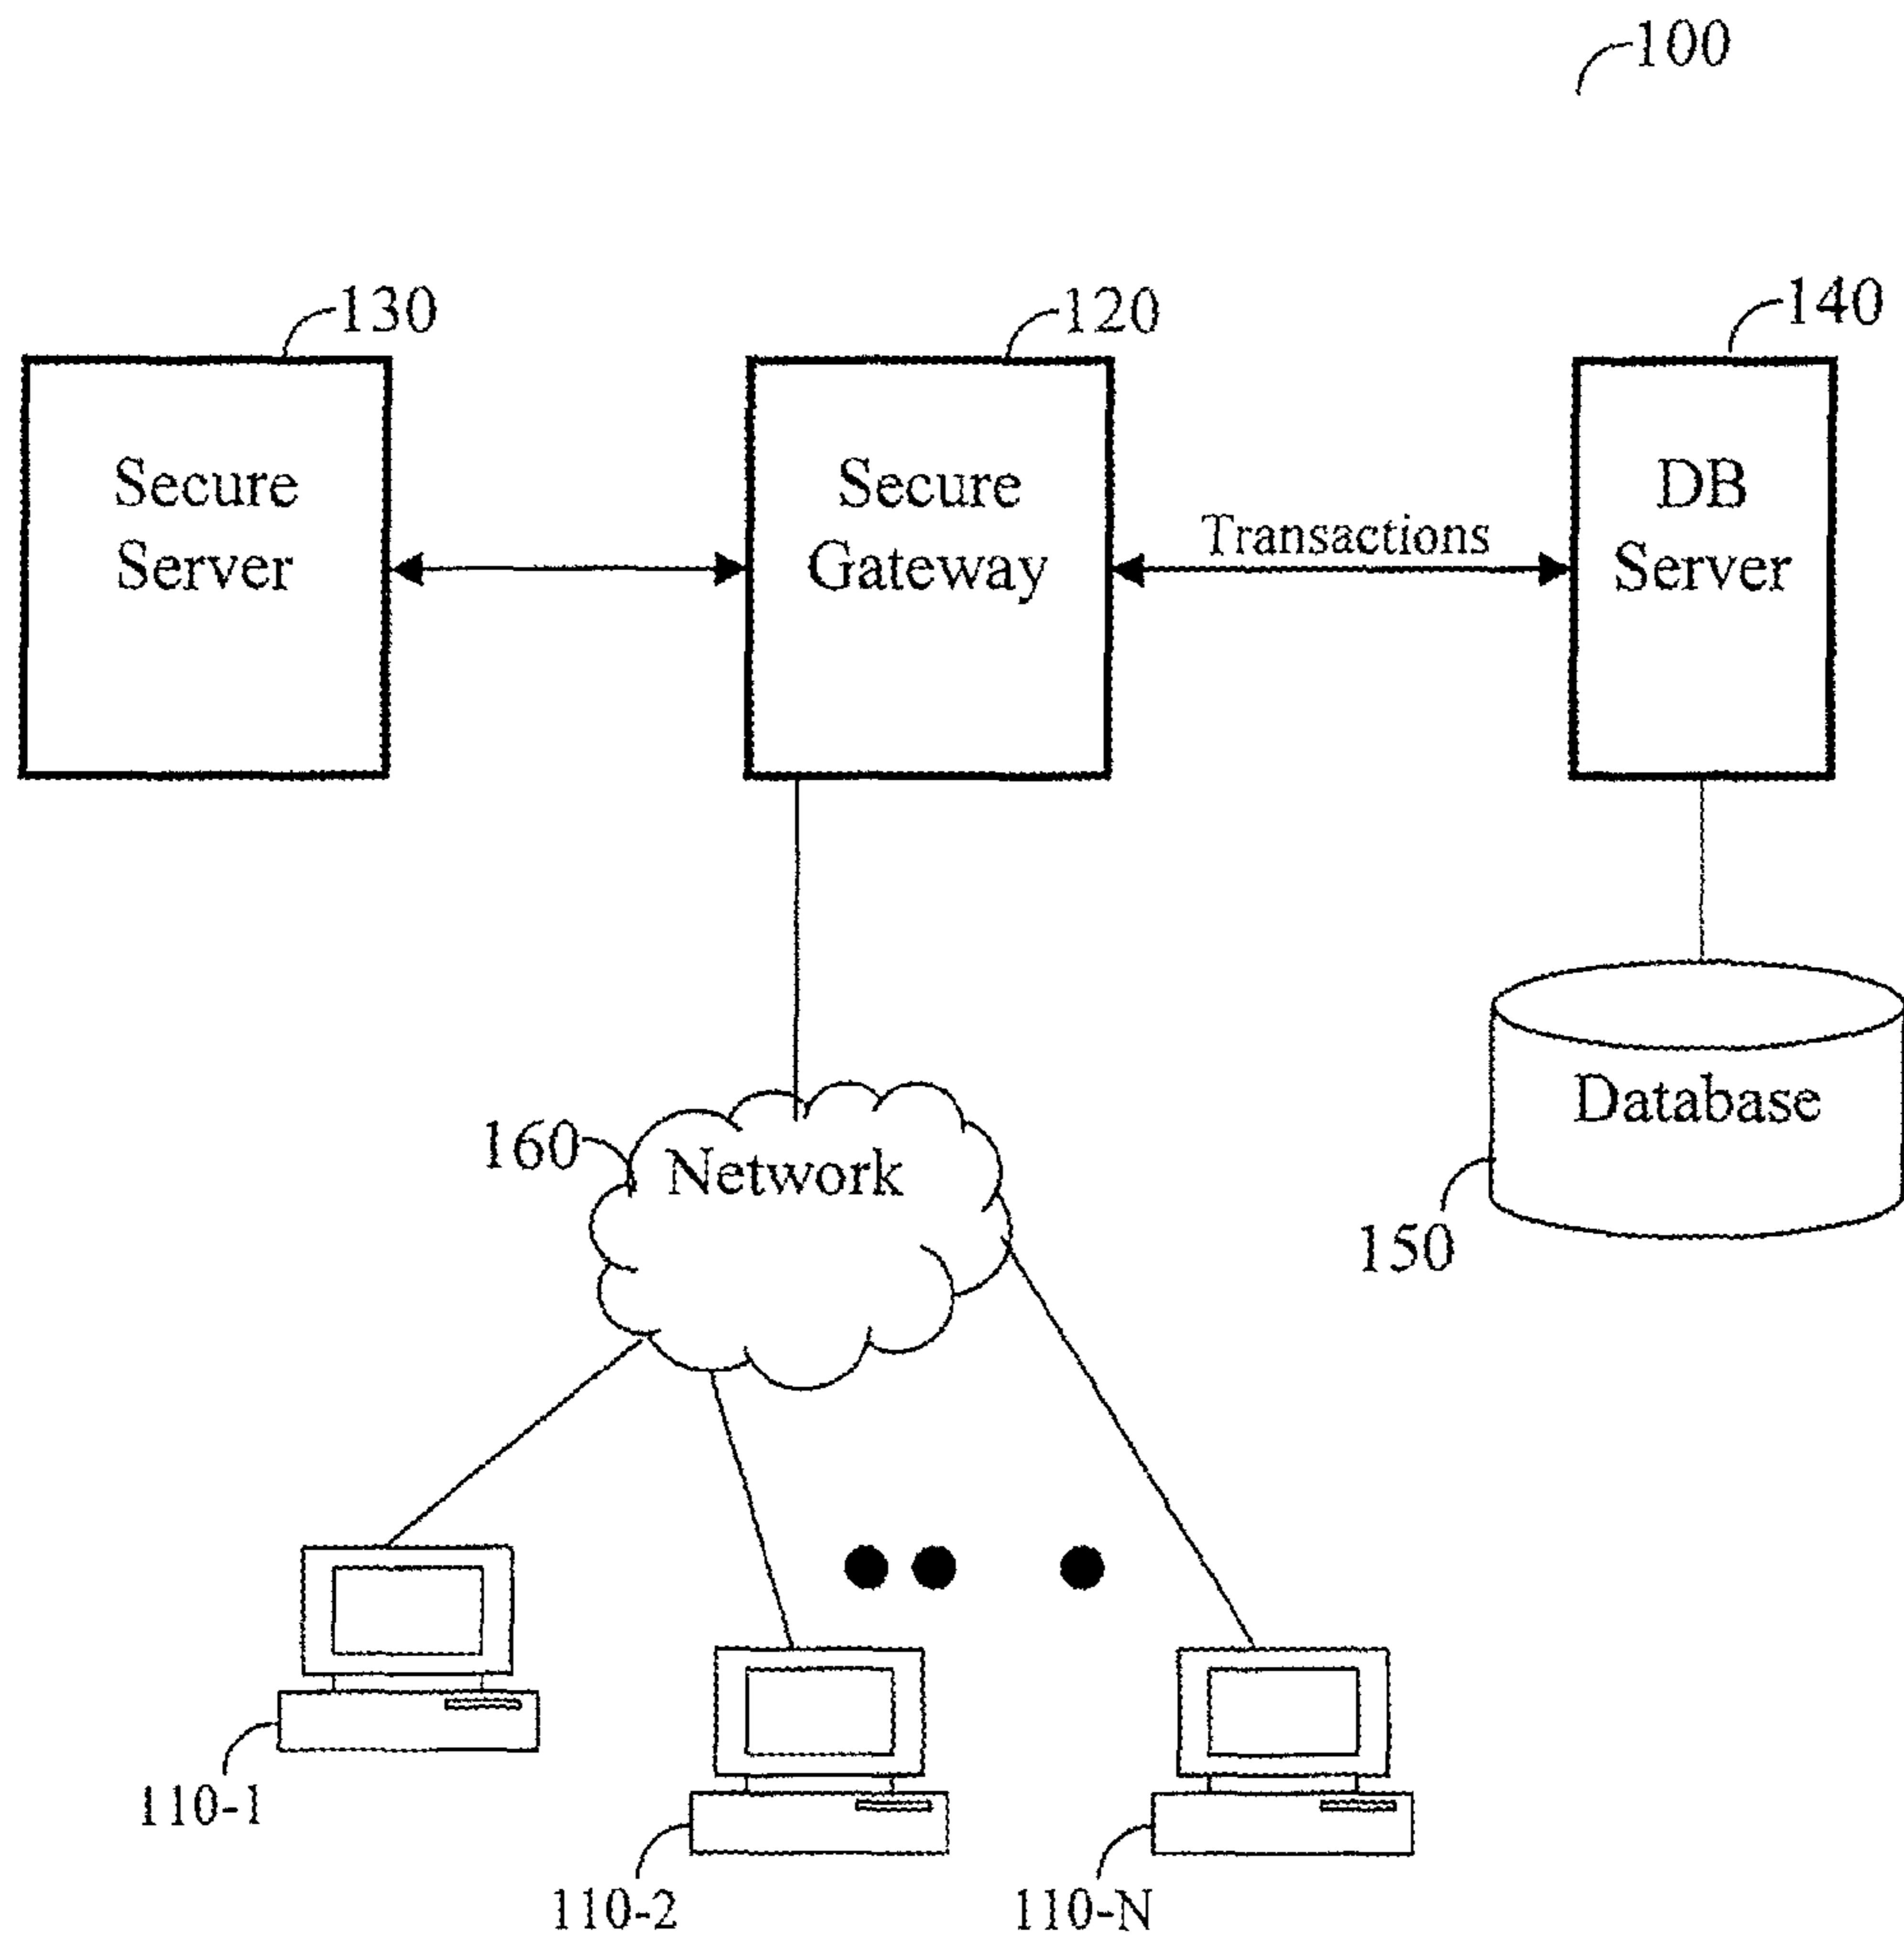 100
130
120
140
Secure
Server
Secure
Gateway
Transactions
DB
Server
160
Network
Database
150
110-1
110-2
110-N